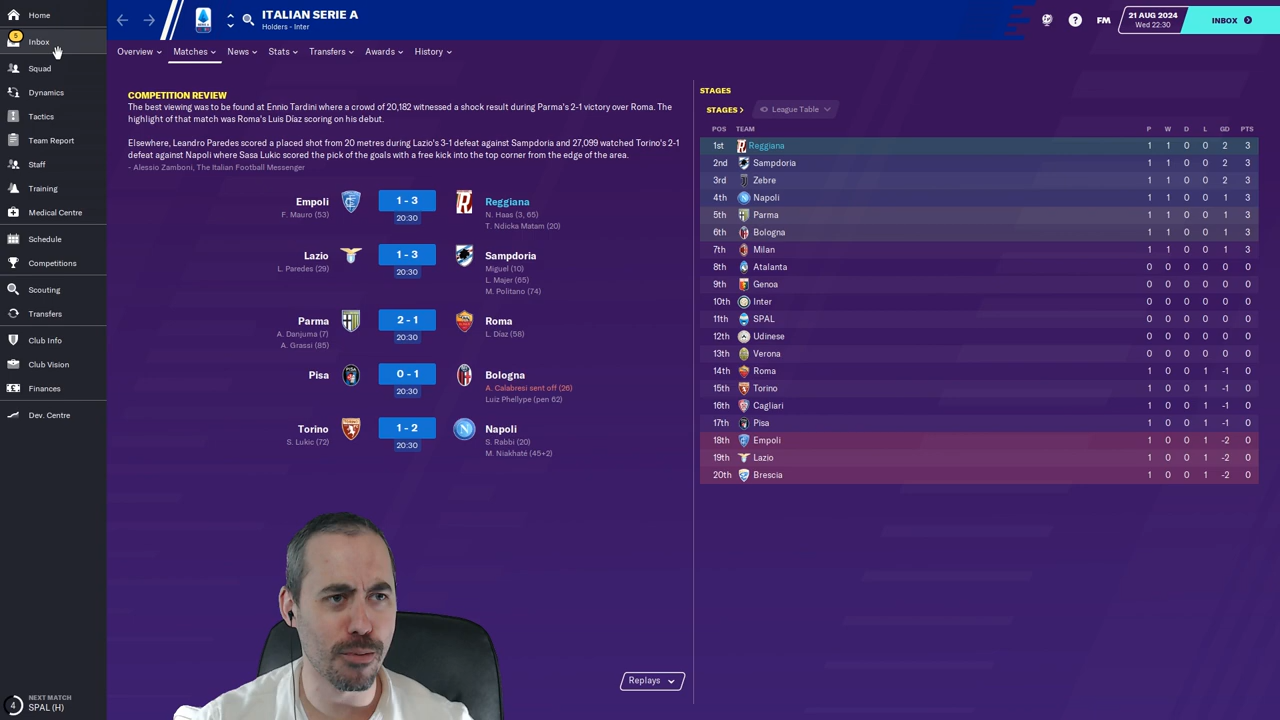 Home
5
Inbox
Squad
Dynamics
Tactics
Team Report
Staff
Training
Medical Centre
Schedule
Competitions
Scouting
Transfers
Club Info
Club Vision
Finances
Dev. Centre
4
NEXT MATCH
SPAL (H)
ITALIAN SERIE A
Holders - Inter
FM
21 AUG 2024
Wed 22:30
INBOX
Overview
Matches
News
Stats
Transfers
Awards
History
COMPETITION REVIEW
The best viewing was to be found at Ennio Tardini where a crowd of 20,182 witnessed a shock result during Parma's 2-1 victory over Roma. The
highlight of that match was Roma's Luis Díaz scoring on his debut.
Elsewhere, Leandro Paredes scored a placed shot from 20 metres during Lazio's 3-1 defeat against Sampdoria and 27,099 watched Torino's 2-1
defeat against Napoli where Sasa Lukic scored the pick of the goals with a free kick into the top corner from the edge of the area.
- Alessio Zamboni, The Italian Football Messenger
Empoli 1 - 3 Reggiana
F. Mauro (53) 20:30 N. Haas (3, 65)
T. Ndicka Matam (20)
Lazio 1 - 3 Sampdoria
L. Paredes (29) 20:30 Miguel (10)
L. Majer (65)
M. Politano (74)
Parma 2 - 1 Roma
A. Danjuma (7) 20:30 L. Díaz (58)
A. Grassi (85)
Pisa 0 - 1 Bologna
20:30 A. Calabresi sent off (26)
Luiz Phellype (pen 62)
Torino 1 - 2 Napoli
S. Lukic (72) 20:30 S. Rabbi (20)
M. Niakhaté (45+2)
Replays
STAGES
STAGES > League Table
POS TEAM P W D L GD PTS
1st Reggiana 1 1 0 0 2 3
2nd Sampdoria 1 1 0 0 2 3
3rd Zebre 1 1 0 0 2 3
4th Napoli 1 1 0 0 1 3
5th Parma 1 1 0 0 1 3
6th Bologna 1 1 0 0 1 3
7th Milan 1 1 0 0 1 3
8th Atalanta 0 0 0 0 0 0
9th Genoa 0 0 0 0 0 0
10th Inter 0 0 0 0 0 0
11th SPAL 0 0 0 0 0 0
12th Udinese 0 0 0 0 0 0
13th Verona 0 0 0 0 0 0
14th Roma 1 0 0 1 -1 0
15th Torino 1 0 0 1 -1 0
16th Cagliari 1 0 0 1 -1 0
17th Pisa 1 0 0 1 -1 0
18th Empoli 1 0 0 1 -2 0
19th Lazio 1 0 0 1 -2 0
20th Brescia 1 0 0 1 -2 0